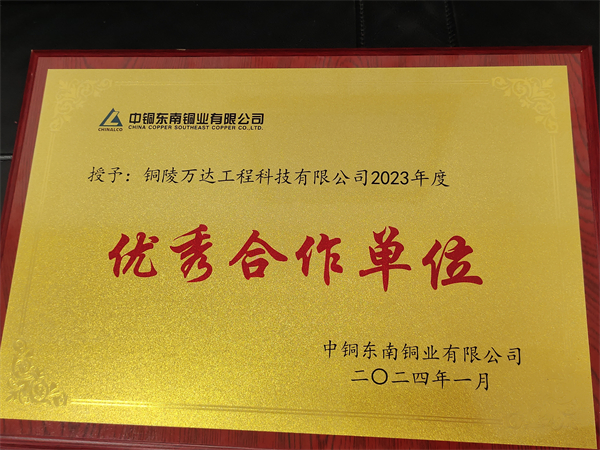 中铜东南铜业有限公司
CHINALCO
CHINA COPPER SOUTHEAST COPPER CO.,LTD.
授予：铜陵万达工程科技有限公司2023年度
优秀合作单位
中铜东南铜业有限公司
二〇二四年一月